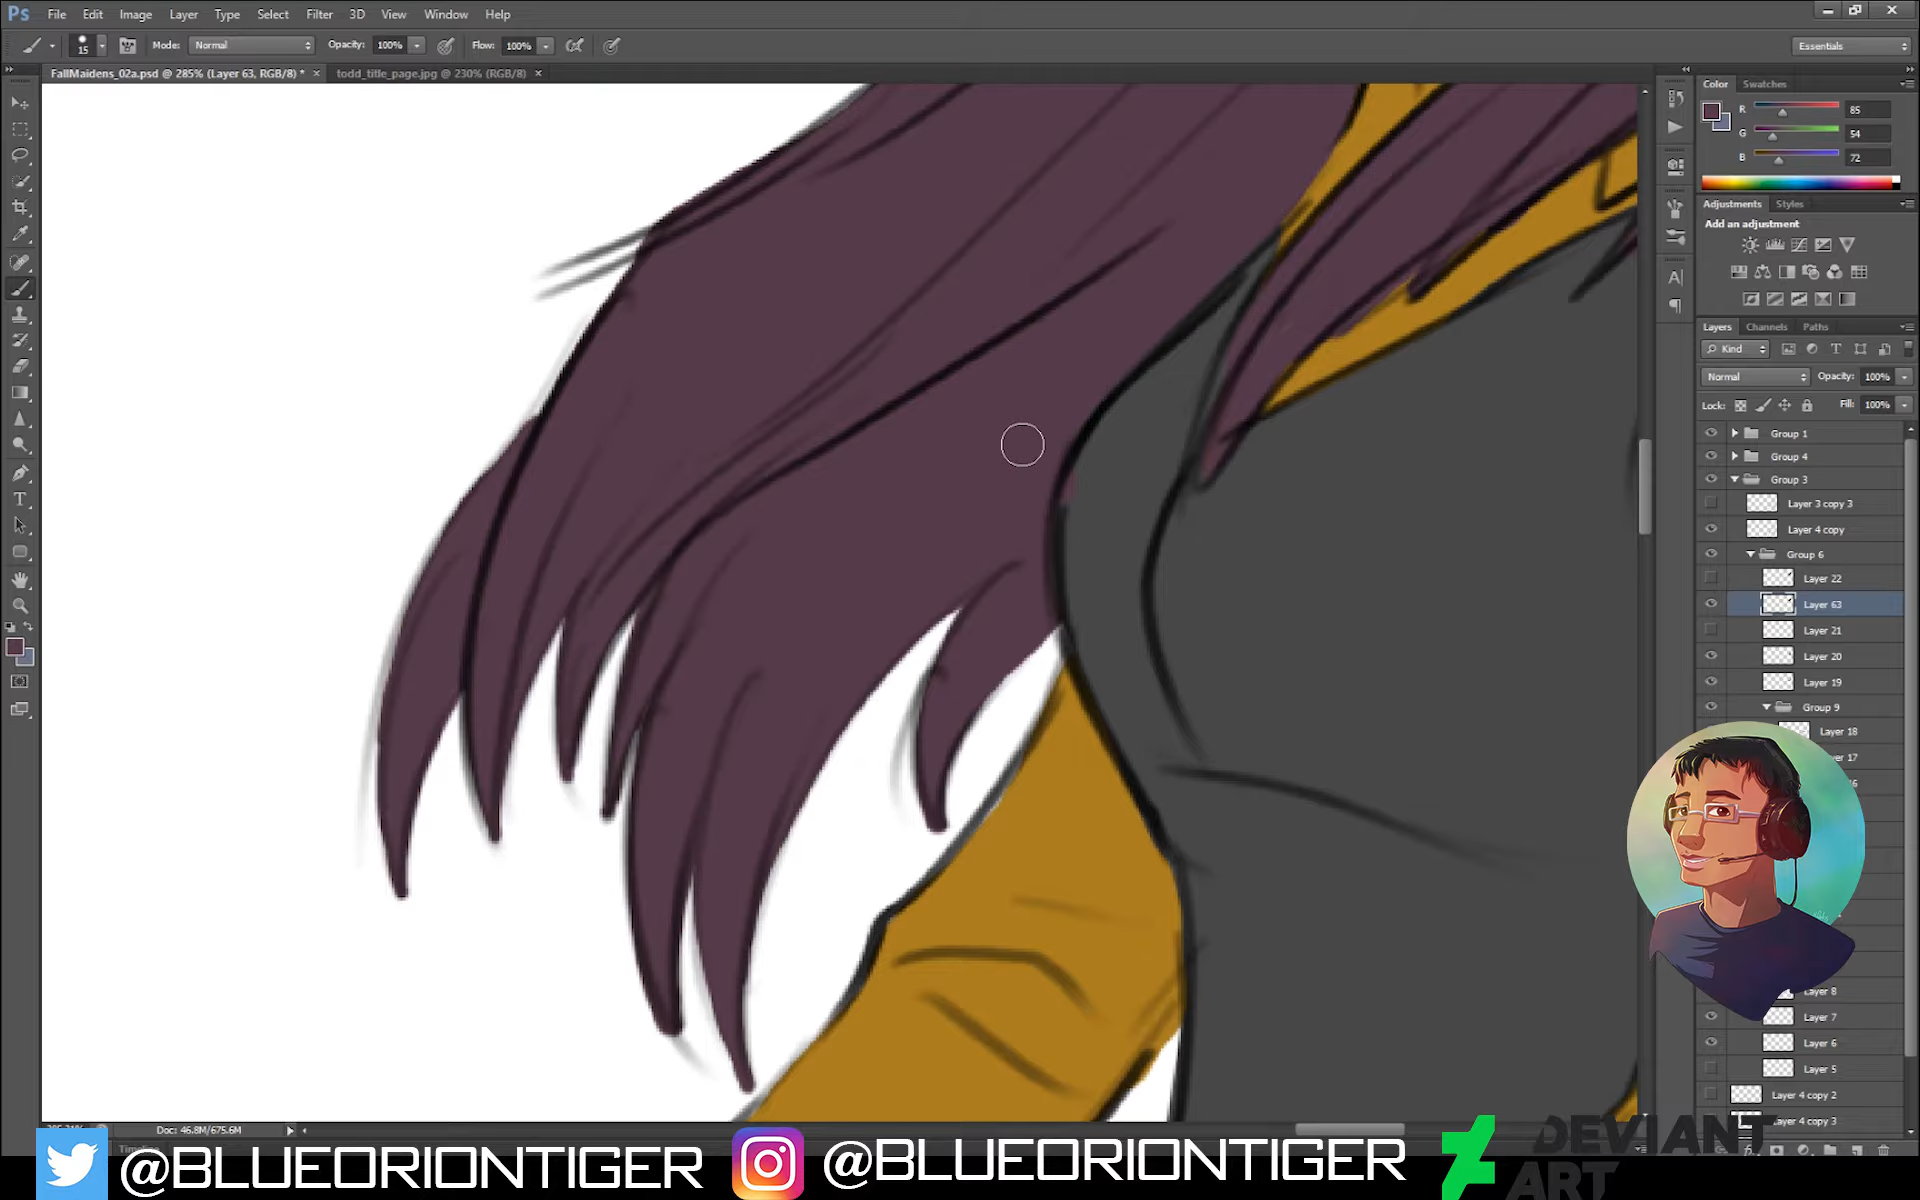 Ps File Edit Image Layer Type Select Filter 3D View Window Help
15 Mode: Normal Opacity: 100% Flow: 100% Essentials
FallMaidens_02a.psd @ 285% (Layer 63, RGB/8) * × todd_title_page.jpg @ 230% (RGB/8) ×
Color Swatches
R 85
G 54
B 72
Adjustments Styles
Add an adjustment
Layers Channels Paths
Kind
Normal Opacity: 100%
Lock: Fill: 100%
Group 1
Group 4
Group 3
Layer 3 copy 3
Layer 4 copy
Group 6
Layer 22
Layer 63
Layer 21
Layer 20
Layer 19
Group 9
Layer 18
17
Layer 8
Layer 7
Layer 6
Layer 5
Layer 4 copy 2
Layer 4 copy 3
Doc: 46.8M/675.6M
Timeline
@BLUEORIONTIGER @BLUEORIONTIGER DEVIANT
ART